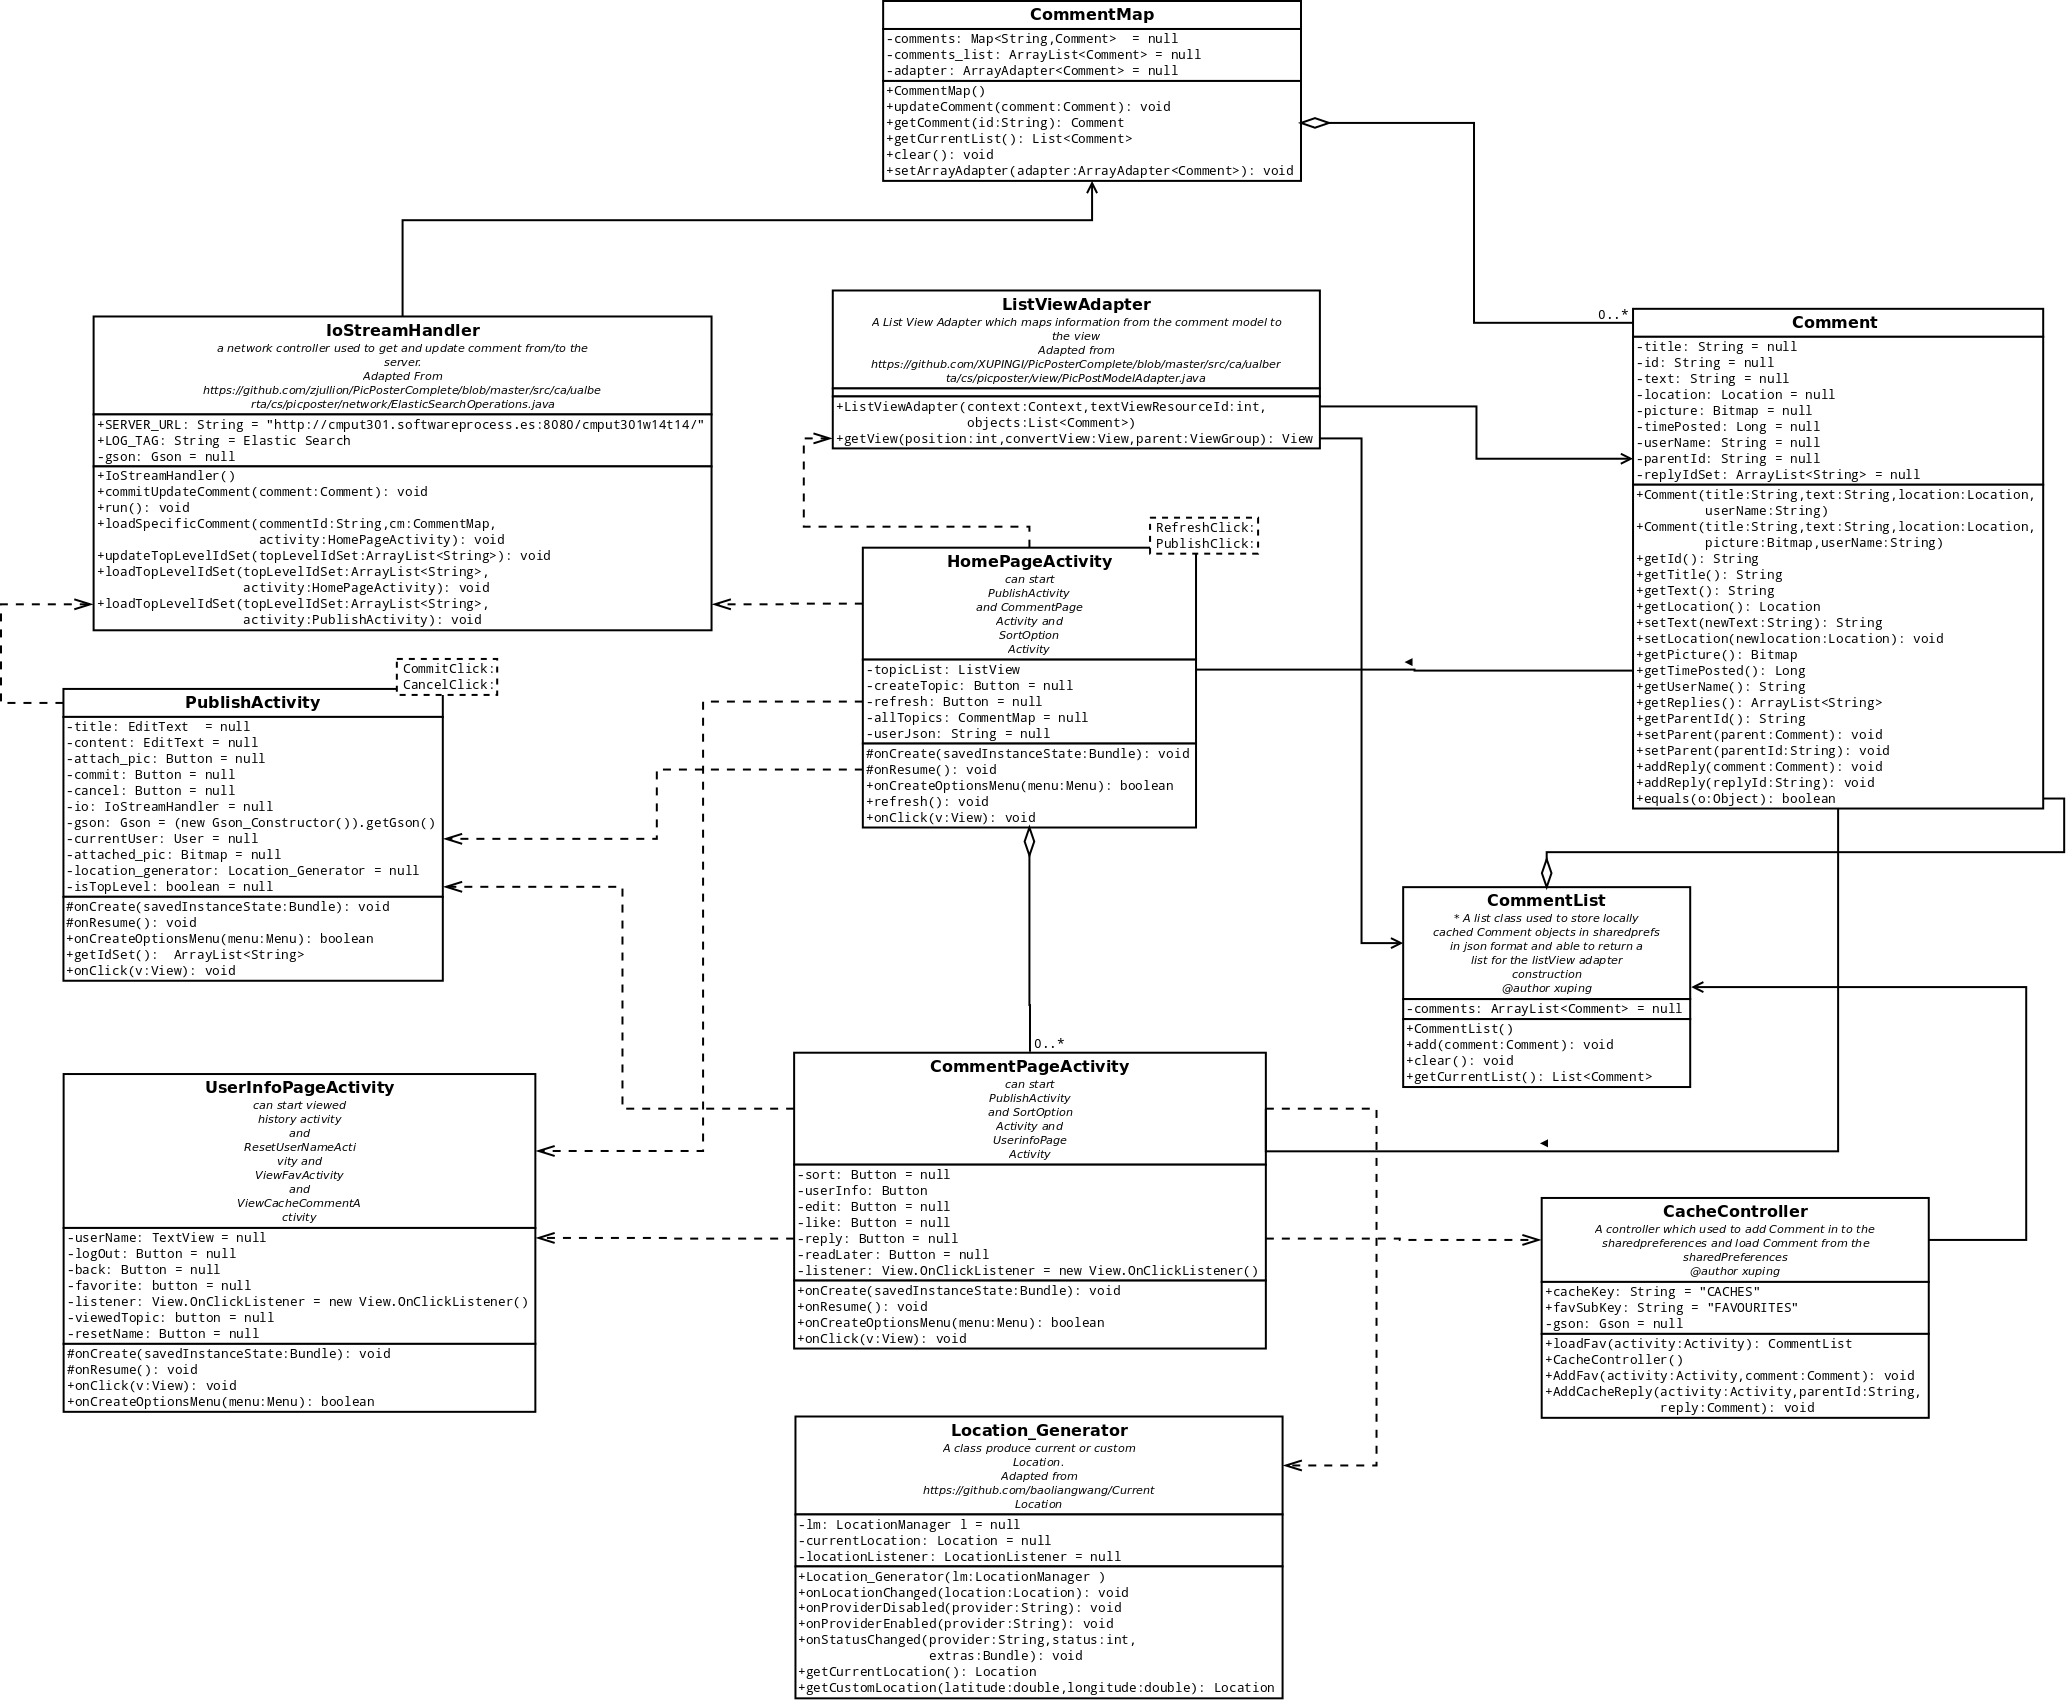 CommentMap
-comments: Map<String,Comment>  = null
-comments_list: ArrayList<Comment> = null
-adapter: ArrayAdapter<Comment> = null
+CommentMap()
+updateComment(comment:Comment): void
+getComment(id:String): Comment
+getCurrentList(): List<Comment>
+clear(): void
+setArrayAdapter(adapter:ArrayAdapter<Comment>): void
IoStreamHandler
a network controller used to get and update comment from/to the
server.
Adapted From
https://github.com/zjullion/PicPosterComplete/blob/master/src/ca/ualbe
rta/cs/picposter/network/ElasticSearchOperations.java
+SERVER_URL: String = "http://cmput301.softwareprocess.es:8080/cmput301w14t14/"
+LOG_TAG: String = Elastic Search
-gson: Gson = null
+IoStreamHandler()
+commitUpdateComment(comment:Comment): void
+run(): void
+loadSpecificComment(commentId:String,cm:CommentMap,
activity:HomePageActivity): void
+updateTopLevelIdSet(topLevelIdSet:ArrayList<String>): void
+loadTopLevelIdSet(topLevelIdSet:ArrayList<String>,
activity:HomePageActivity): void
+loadTopLevelIdSet(topLevelIdSet:ArrayList<String>,
activity:PublishActivity): void
ListViewAdapter
A List View Adapter which maps information from the comment model to
the view
Adapted from
https://github.com/XUPINGI/PicPosterComplete/blob/master/src/ca/ualber
ta/cs/picposter/view/PicPostModelAdapter.java
+ListViewAdapter(context:Context,textViewResourceId:int,
objects:List<Comment>)
+getView(position:int,convertView:View,parent:ViewGroup): View
0..*
Comment
-title: String = null
-id: String = null
-text: String = null
-location: Location = null
-picture: Bitmap = null
-timePosted: Long = null
-userName: String = null
-parentId: String = null
-replyIdSet: ArrayList<String> = null
+Comment(title:String,text:String,location:Location,
userName:String)
+Comment(title:String,text:String,location:Location,
picture:Bitmap,userName:String)
+getId(): String
+getTitle(): String
+getText(): String
+getLocation(): Location
+setText(newText:String): String
+setLocation(newlocation:Location): void
+getPicture(): Bitmap
+getTimePosted(): Long
+getUserName(): String
+getReplies(): ArrayList<String>
+getParentId(): String
+setParent(parent:Comment): void
+setParent(parentId:String): void
+addReply(comment:Comment): void
+addReply(replyId:String): void
+equals(o:Object): boolean
RefreshClick:
PublishClick:
HomePageActivity
can start
PublishActivity
and CommentPage
Activity and
SortOption
Activity
-topicList: ListView
-createTopic: Button = null
-refresh: Button = null
-allTopics: CommentMap = null
-userJson: String = null
#onCreate(savedInstanceState:Bundle): void
#onResume(): void
+onCreateOptionsMenu(menu:Menu): boolean
+refresh(): void
+onClick(v:View): void
CommitClick:
CancelClick:
PublishActivity
-title: EditText  = null
-content: EditText = null
-attach_pic: Button = null
-commit: Button = null
-cancel: Button = null
-io: IoStreamHandler = null
-gson: Gson = (new Gson_Constructor()).getGson()
-currentUser: User = null
-attached_pic: Bitmap = null
-location_generator: Location_Generator = null
-isTopLevel: boolean = null
#onCreate(savedInstanceState:Bundle): void
#onResume(): void
+onCreateOptionsMenu(menu:Menu): boolean
+getIdSet():  ArrayList<String>
+onClick(v:View): void
CommentList
* A list class used to store locally
cached Comment objects in sharedprefs
in json format and able to return a
list for the listView adapter
construction
@author xuping
-comments: ArrayList<Comment> = null
+CommentList()
+add(comment:Comment): void
+clear(): void
+getCurrentList(): List<Comment>
UserInfoPageActivity
can start viewed
history activity
and
ResetUserNameActi
vity and
ViewFavActivity
and
ViewCacheCommentA
ctivity
-userName: TextView = null
-logOut: Button = null
-back: Button = null
-favorite: button = null
-listener: View.OnClickListener = new View.OnClickListener()
-viewedTopic: button = null
-resetName: Button = null
#onCreate(savedInstanceState:Bundle): void
#onResume(): void
+onClick(v:View): void
+onCreateOptionsMenu(menu:Menu): boolean
0..*
CommentPageActivity
can start
PublishActivity
and SortOption
Activity and
UserinfoPage
Activity
-sort: Button = null
-userInfo: Button
-edit: Button = null
-like: Button = null
-reply: Button = null
-readLater: Button = null
-listener: View.OnClickListener = new View.OnClickListener()
+onCreate(savedInstanceState:Bundle): void
+onResume(): void
+onCreateOptionsMenu(menu:Menu): boolean
+onClick(v:View): void
CacheController
A controller which used to add Comment in to the
sharedpreferences and load Comment from the
sharedPreferences
@author xuping
+cacheKey: String = "CACHES"
+favSubKey: String = "FAVOURITES"
-gson: Gson = null
+loadFav(activity:Activity): CommentList
+CacheController()
+AddFav(activity:Activity,comment:Comment): void
+AddCacheReply(activity:Activity,parentId:String,
reply:Comment): void
Location_Generator
A class produce current or custom
Location.
Adapted from
https://github.com/baoliangwang/Current
Location
-lm: LocationManager l = null
-currentLocation: Location = null
-locationListener: LocationListener = null
+Location_Generator(lm:LocationManager )
+onLocationChanged(location:Location): void
+onProviderDisabled(provider:String): void
+onProviderEnabled(provider:String): void
+onStatusChanged(provider:String,status:int,
extras:Bundle): void
+getCurrentLocation(): Location
+getCustomLocation(latitude:double,longitude:double): Location